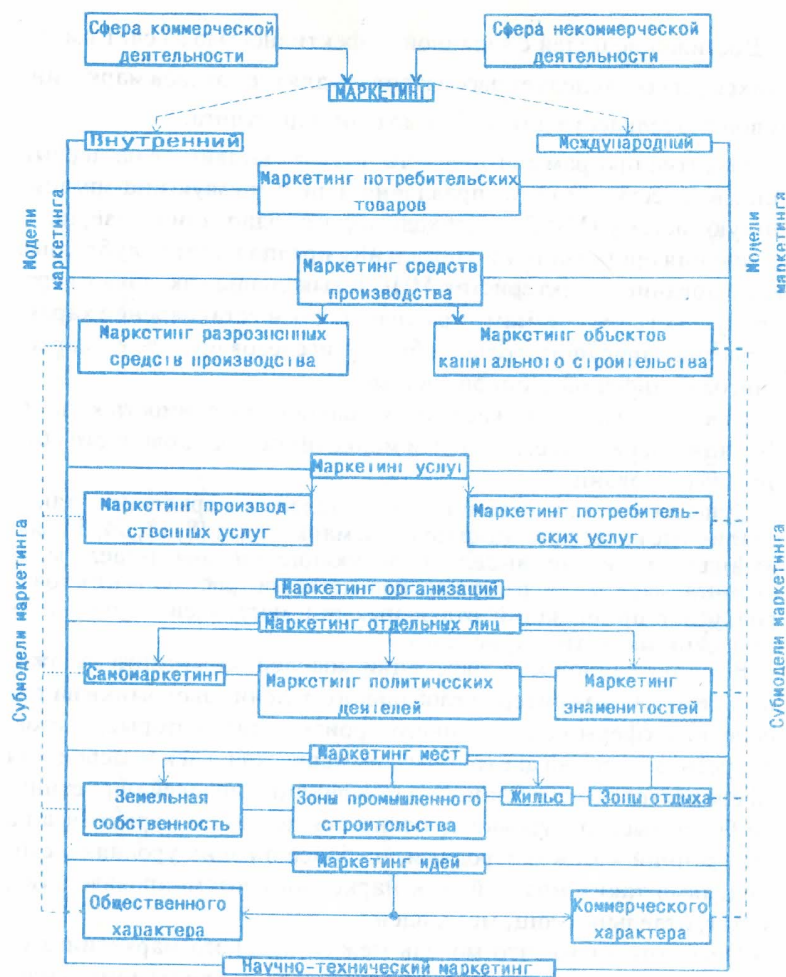 Сфера коммерческой
деятельности
Сфера некоммерческой
деятельности
МАРКЕТИНГ
Внутренний
Международный
Модели
маркетинга
Модели
маркетинга
Маркетинг потребительских
товаров
Маркетинг средств
производства
Маркетинг разрозненных
средств производства
Маркетинг объектов
капитального строительства
Маркетинг услуг
Маркетинг производ-
ственных услуг
Маркетинг потребитель-
ских услуг
Субмодели маркетинга
Субмодели маркетинга
Маркетинг организаций
Маркетинг отдельных лиц
Самомаркетинг
Маркетинг политических
деятелей
Маркетинг
знаменитостей
Маркетинг мест
Земельная
собственность
Зоны промышленного
строительства
Жилье
Зоны отдыха
Маркетинг идей
Общественного
характера
Коммерческого
характера
Научно-технический маркетинг